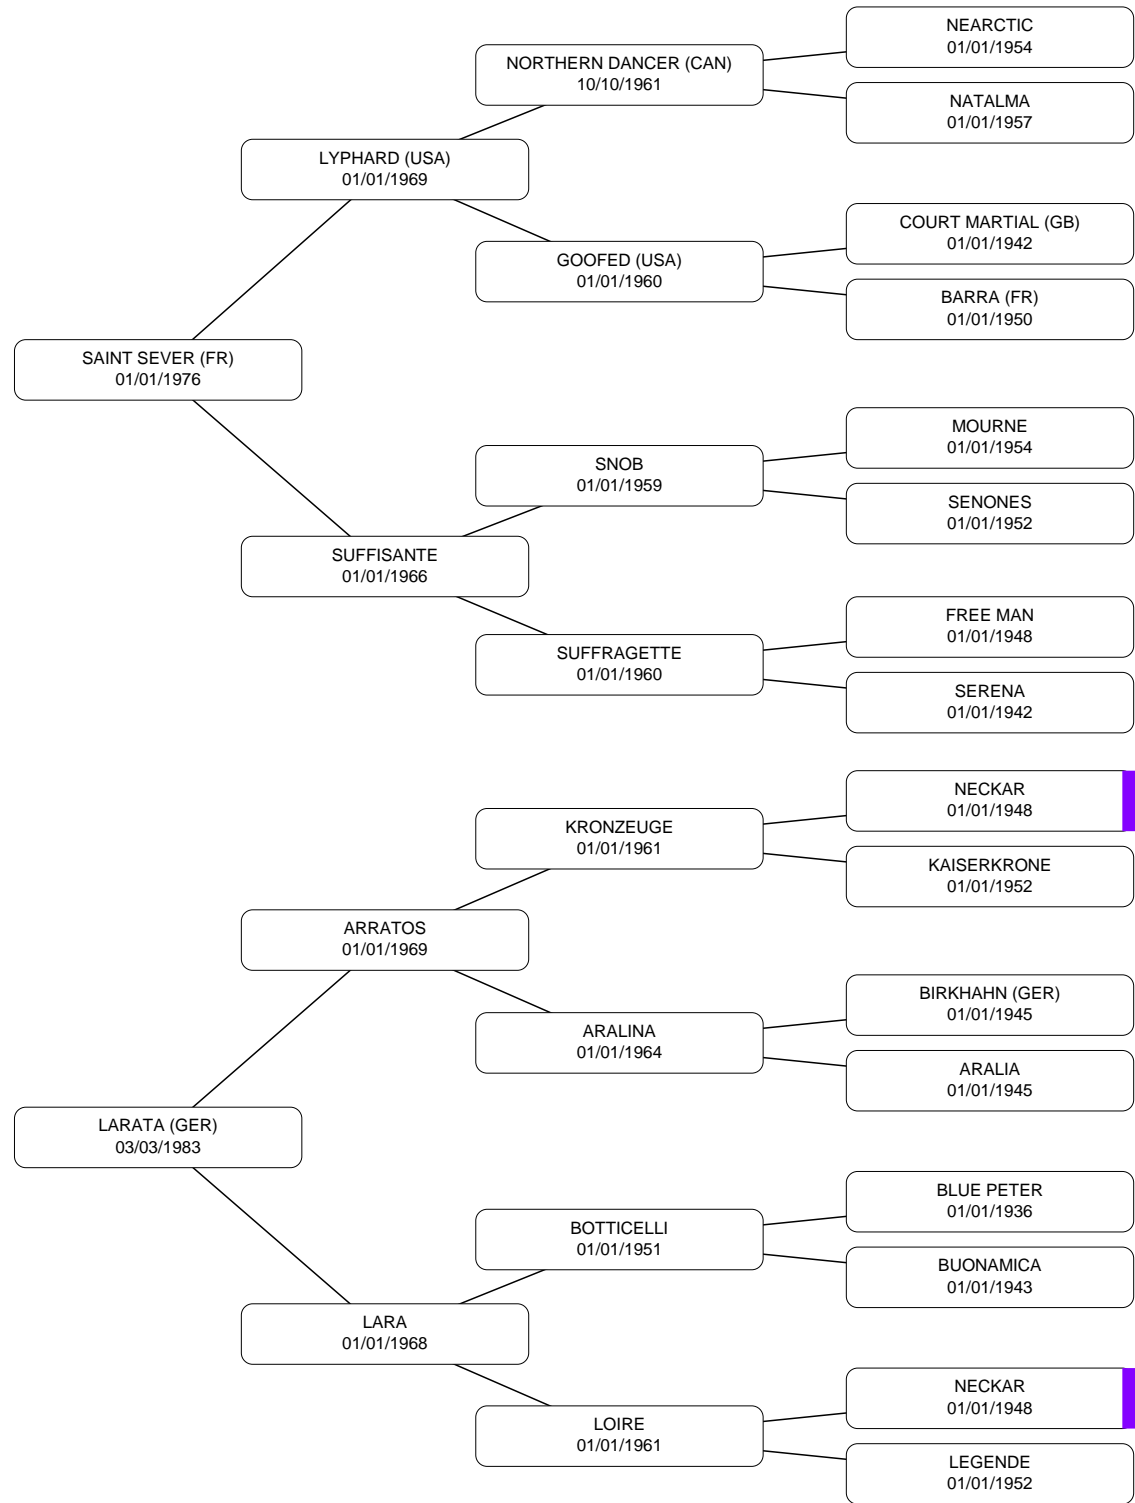 NEARCTIC
01/01/1954
NORTHERN DANCER (CAN)
10/10/1961
NATALMA
01/01/1957
LYPHARD (USA)
01/01/1969
COURT MARTIAL (GB)
01/01/1942
GOOFED (USA)
01/01/1960
BARRA (FR)
01/01/1950
SAINT SEVER (FR)
01/01/1976
MOURNE
01/01/1954
SNOB
01/01/1959
SENONES
01/01/1952
SUFFISANTE
01/01/1966
FREE MAN
01/01/1948
SUFFRAGETTE
01/01/1960
SERENA
01/01/1942
NECKAR
01/01/1948
KRONZEUGE
01/01/1961
KAISERKRONE
01/01/1952
ARRATOS
01/01/1969
BIRKHAHN (GER)
01/01/1945
ARALINA
01/01/1964
ARALIA
01/01/1945
LARATA (GER)
03/03/1983
BLUE PETER
01/01/1936
BOTTICELLI
01/01/1951
BUONAMICA
01/01/1943
LARA
01/01/1968
NECKAR
01/01/1948
LOIRE
01/01/1961
LEGENDE
01/01/1952